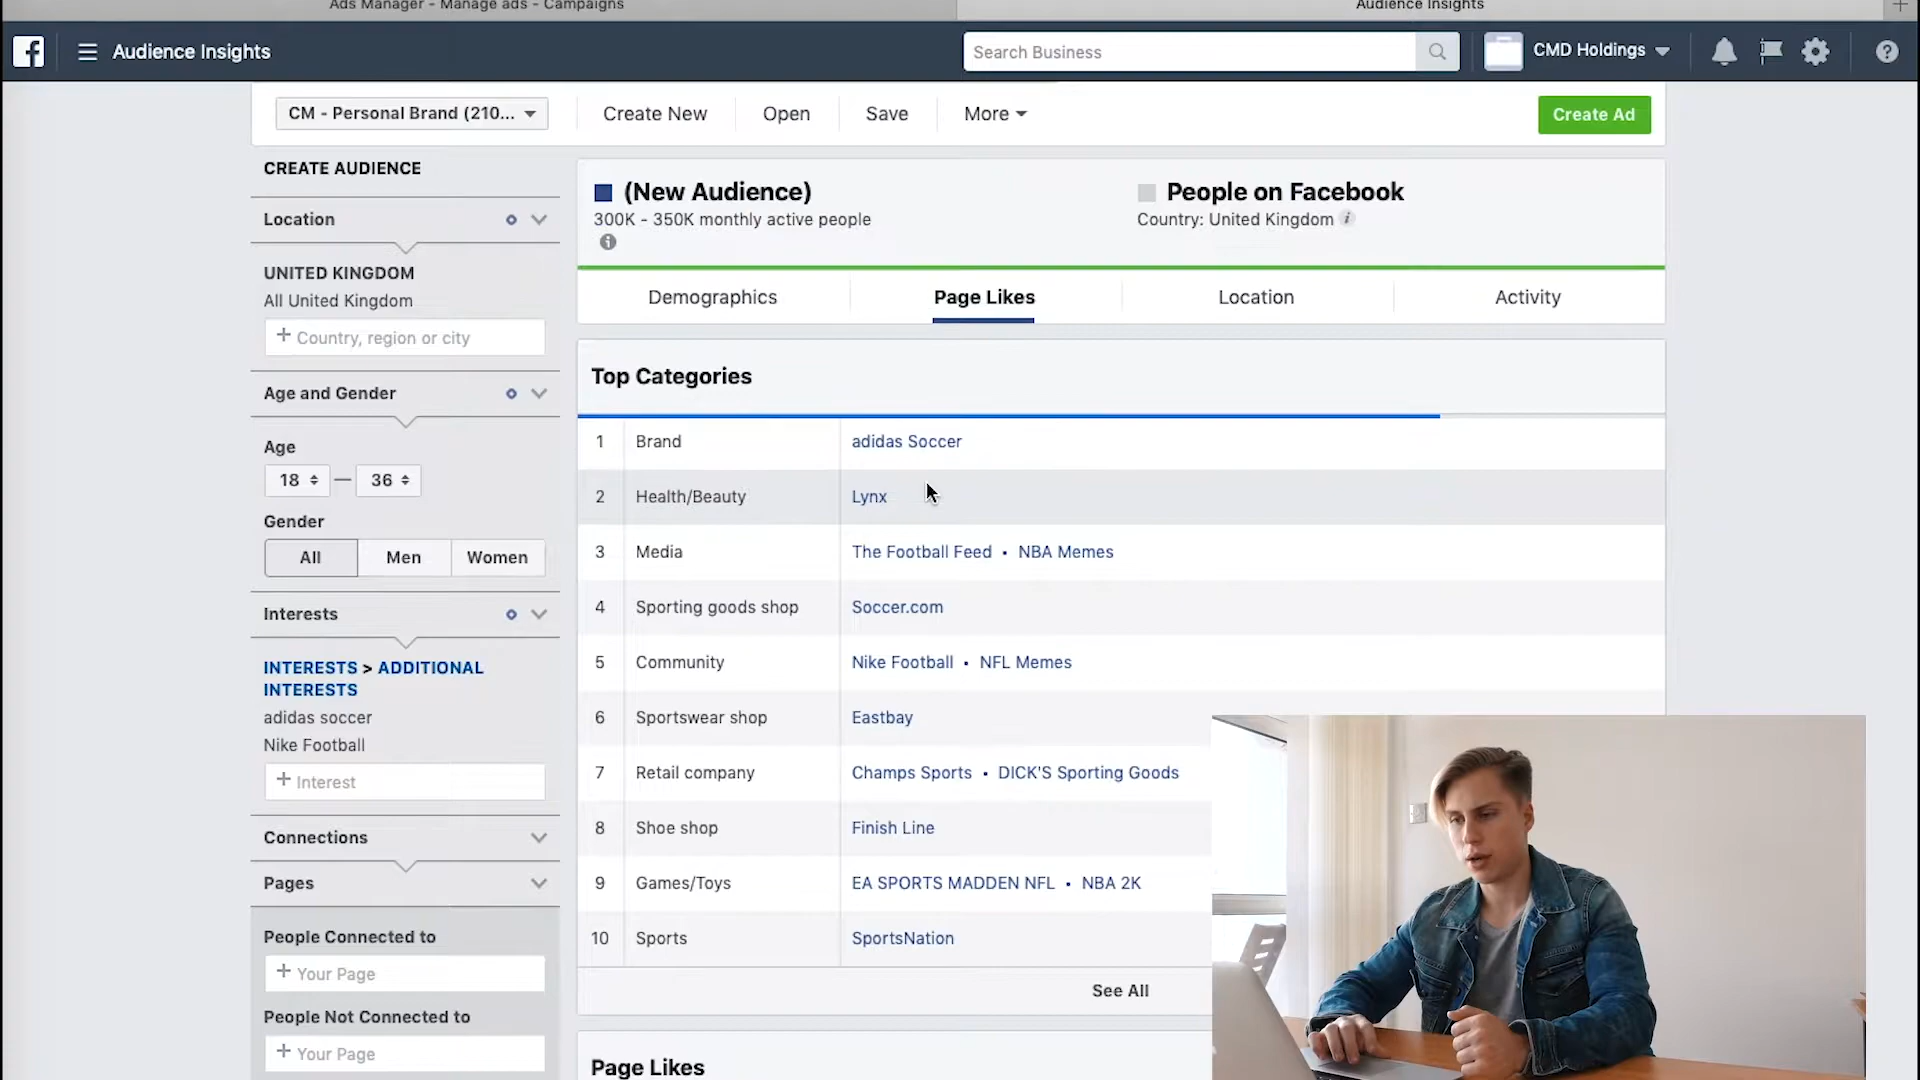 Ads Manager - Manage ads - Campaigns
Audience Insights
Audience Insights
Search Business
CMD Holdings
CM - Personal Brand (210...
Create New
Open
Save
More
Create Ad
CREATE AUDIENCE
Location
UNITED KINGDOM
All United Kingdom
+ Country, region or city
Age and Gender
Age
18 — 36
Gender
All
Men
Women
Interests
INTERESTS > ADDITIONAL
INTERESTS
adidas soccer
Nike Football
+ Interest
Connections
Pages
People Connected to
+ Your Page
People Not Connected to
+ Your Page
(New Audience)
300K - 350K monthly active people
People on Facebook
Country: United Kingdom
Demographics
Page Likes
Location
Activity
Top Categories
1 Brand adidas Soccer
2 Health/Beauty Lynx
3 Media The Football Feed • NBA Memes
4 Sporting goods shop Soccer.com
5 Community Nike Football • NFL Memes
6 Sportswear shop Eastbay
7 Retail company Champs Sports • DICK'S Sporting Goods
8 Shoe shop Finish Line
9 Games/Toys EA SPORTS MADDEN NFL • NBA 2K
10 Sports SportsNation
See All
Page Likes